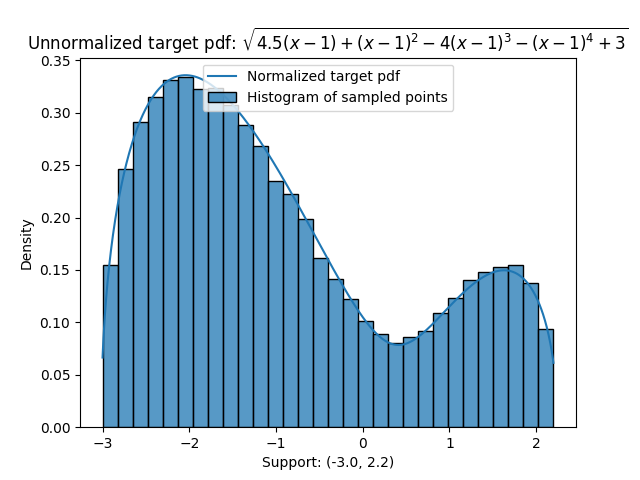 Unnormalized target pdf: √4.5(x − 1) + (x − 1)² − 4(x − 1)³ − (x − 1)⁴ + 3
Normalized target pdf
Histogram of sampled points
0.35
0.30
0.25
0.20
0.15
0.10
0.05
0.00
Density
−3 −2 −1 0 1 2
Support: (-3.0, 2.2)